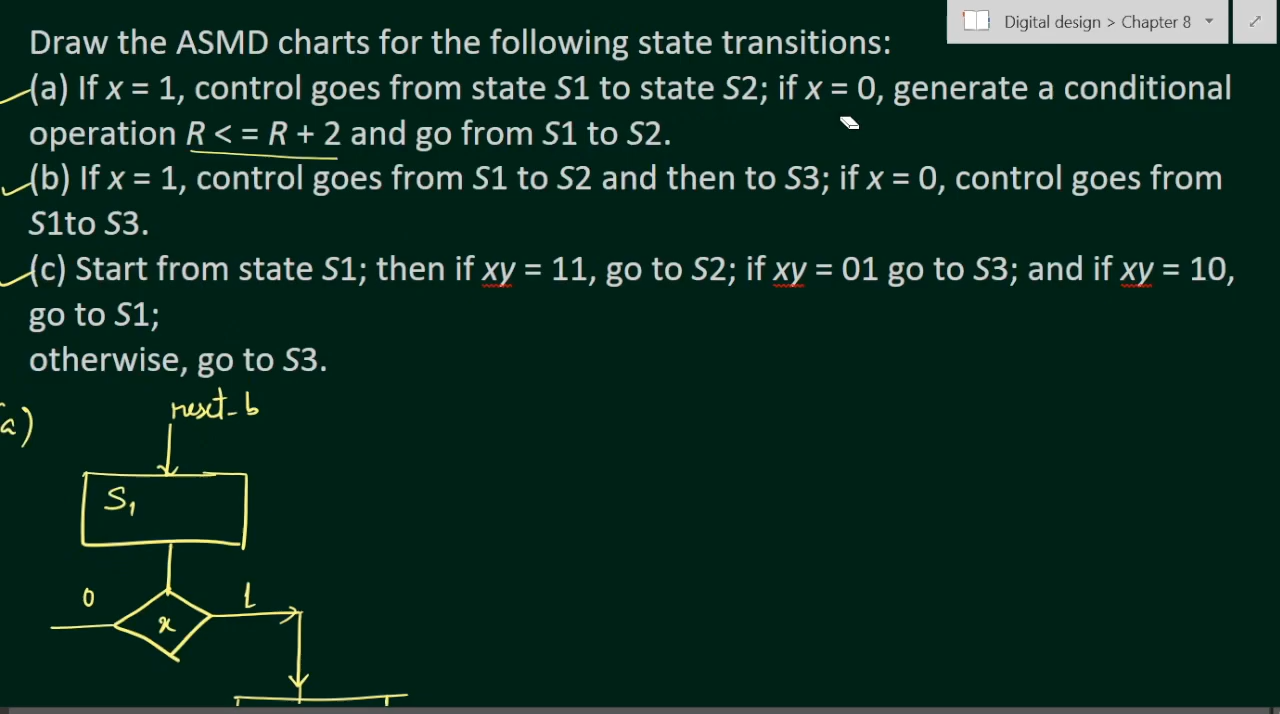 Digital design > Chapter 8
Draw the ASMD charts for the following state transitions:
(a) If x = 1, control goes from state S1 to state S2; if x = 0, generate a conditional
operation R < = R + 2 and go from S1 to S2.
(b) If x = 1, control goes from S1 to S2 and then to S3; if x = 0, control goes from
S1to S3.
(c) Start from state S1; then if xy = 11, go to S2; if xy = 01 go to S3; and if xy = 10,
go to S1;
otherwise, go to S3.
(a)
reset_b
S1
0
1
x